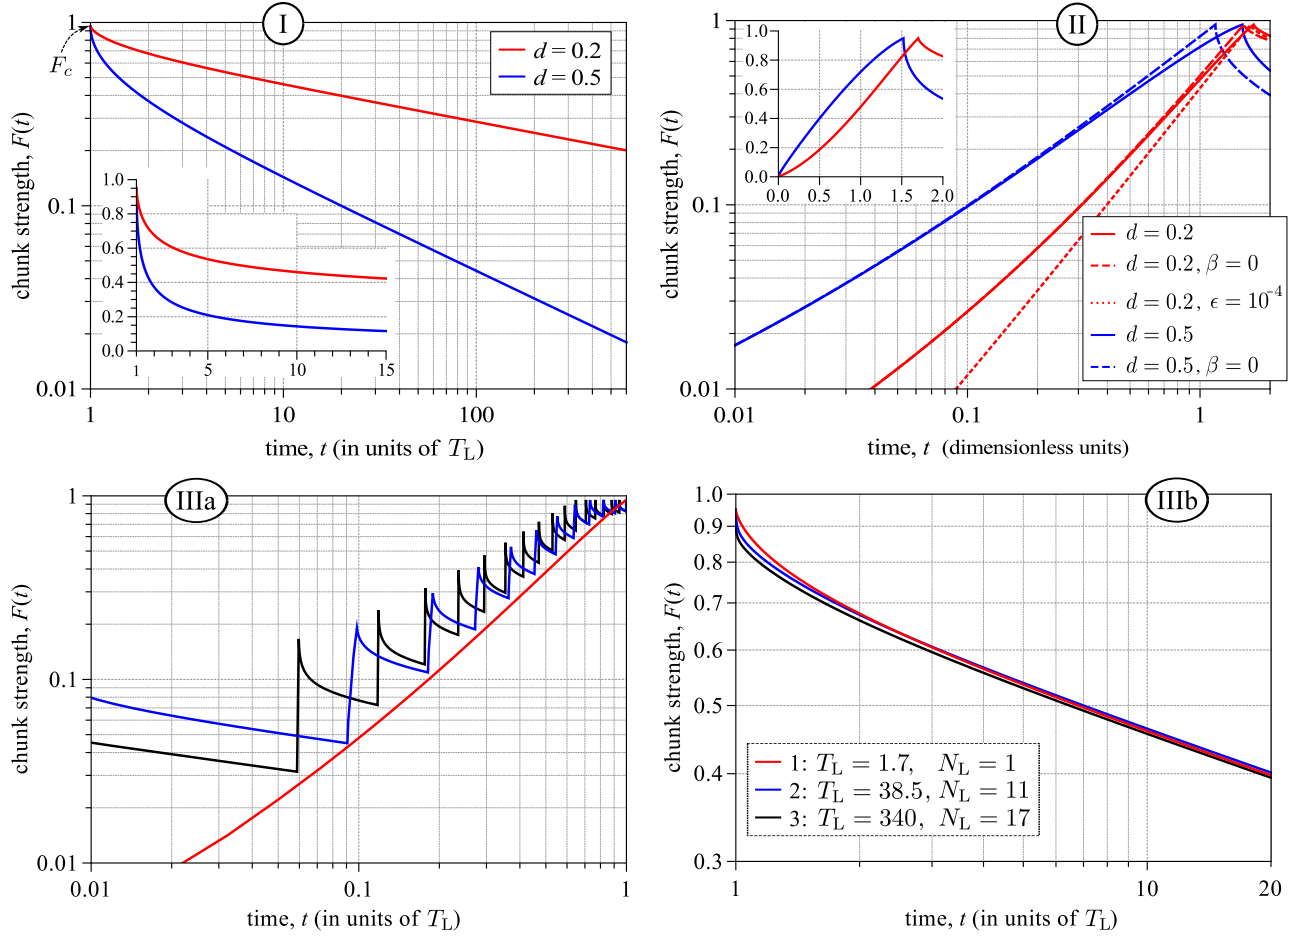 I
1
0.1
0.01
F_c
chunk strength, F(t)
d = 0.2
d = 0.5
1.0
0.8
0.6
0.4
0.2
0.0
1 5 10 15
1 10 100
time, t (in units of T_L)
II
1
0.1
0.01
chunk strength, F(t)
1.0
0.8
0.6
0.4
0.2
0.0
0.0 0.5 1.0 1.5 2.0
d = 0.2
d = 0.2, β = 0
d = 0.2, ϵ = 10^-4
d = 0.5
d = 0.5, β = 0
0.01 0.1 1
time, t (dimensionless units)
IIIa
1
0.1
0.01
chunk strength, F(t)
0.01 0.1 1
time, t (in units of T_L)
IIIb
1.0
0.9
0.8
0.7
0.6
0.5
0.4
0.3
chunk strength, F(t)
1: T_L = 1.7, N_L = 1
2: T_L = 38.5, N_L = 11
3: T_L = 340, N_L = 17
1 10 20
time, t (in units of T_L)